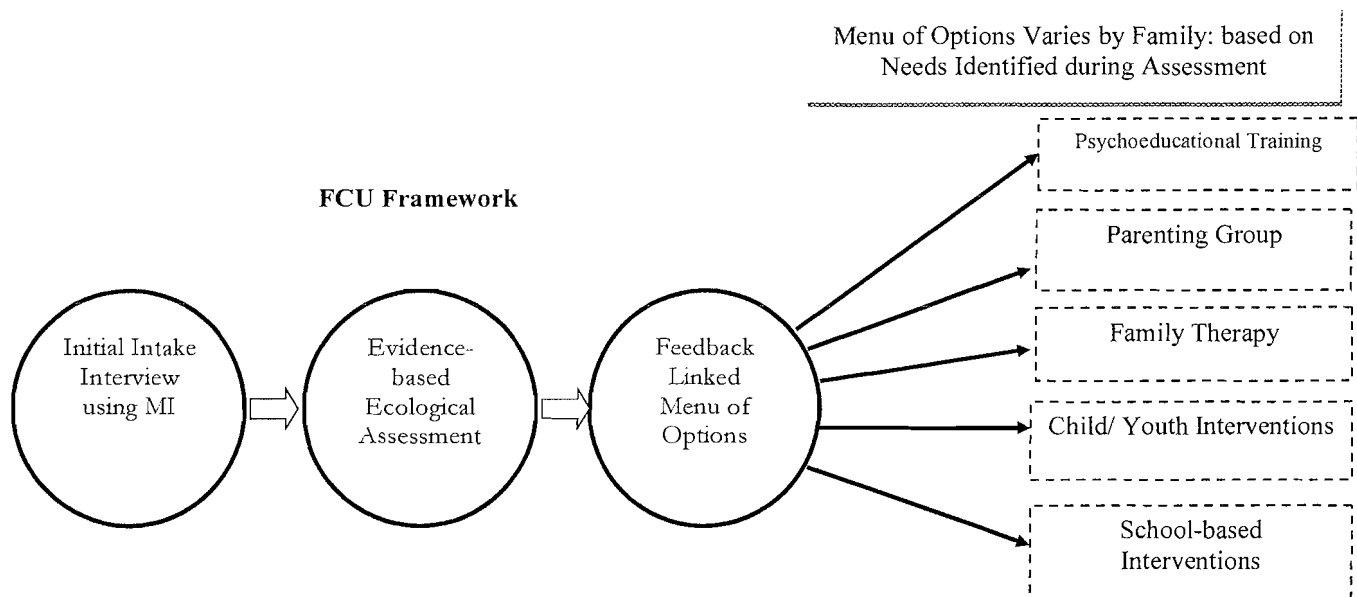 Menu of Options Varies by Family: based on
Needs Identified during Assessment
FCU Framework
Initial Intake
Interview
using MI
Evidence-
based
Ecological
Assessment
Feedback
Linked
Menu of
Options
Psychoeducational Training
Parenting Group
Family Therapy
Child/ Youth Interventions
School-based
Interventions